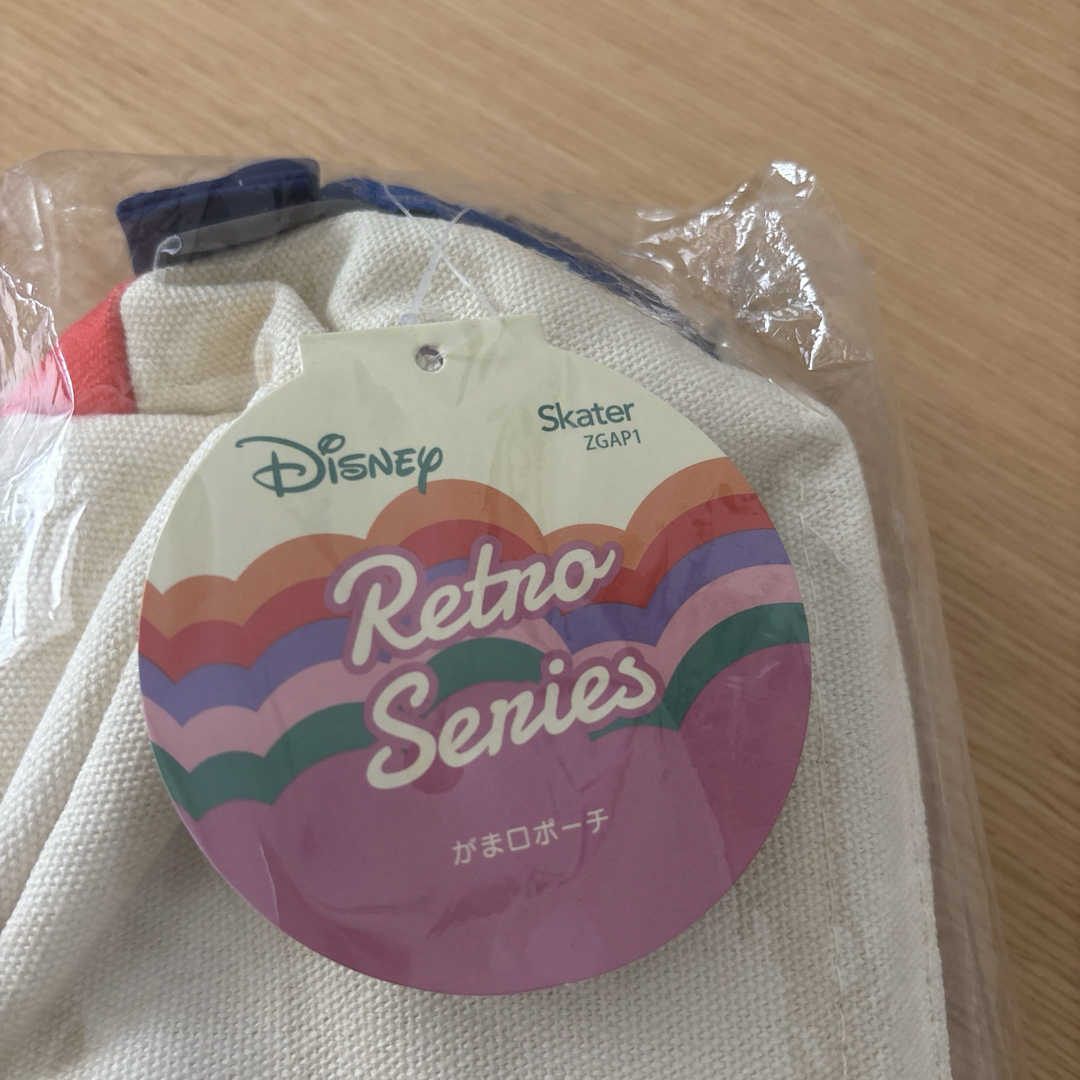 Disney
Skater
ZGAP1
Retro
Series
がま口ポーチ